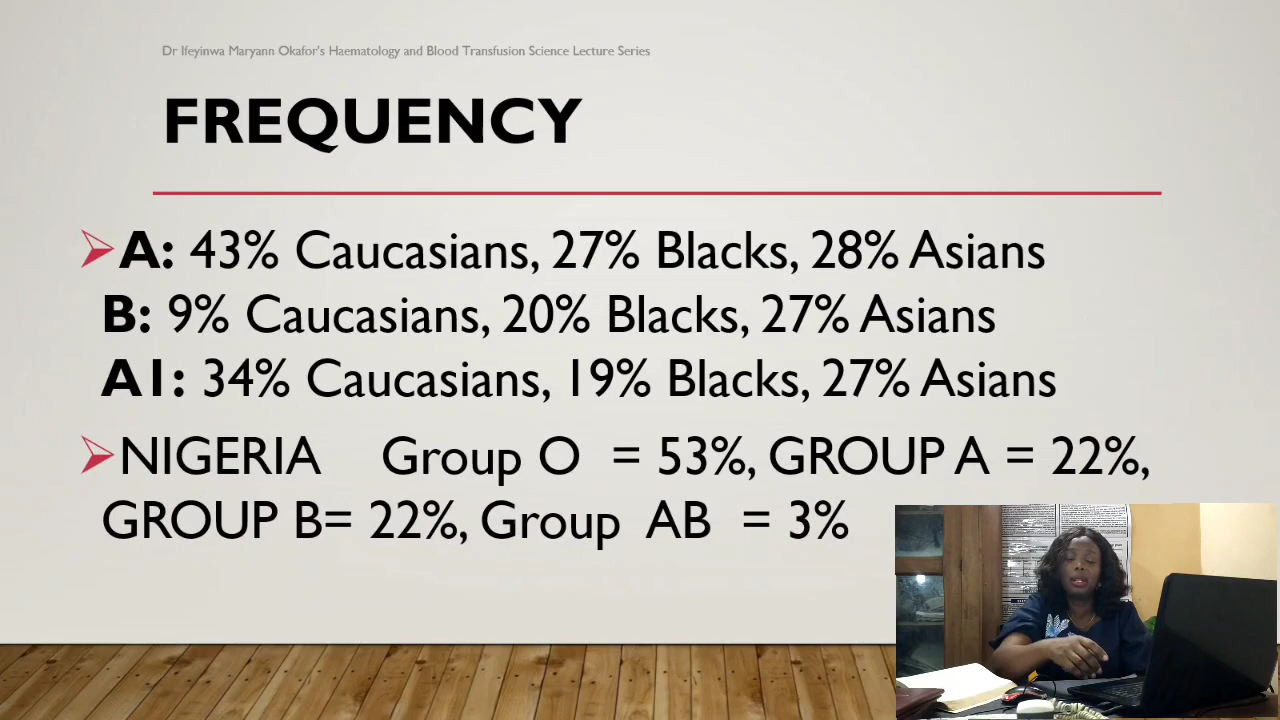 Dr Ifeyinwa Maryann Okafor's Haematology and Blood Transfusion Science Lecture Series
FREQUENCY
A: 43% Caucasians, 27% Blacks, 28% Asians
B: 9% Caucasians, 20% Blacks, 27% Asians
A1: 34% Caucasians, 19% Blacks, 27% Asians
NIGERIA Group O = 53%, GROUP A = 22%,
GROUP B= 22%, Group AB = 3%